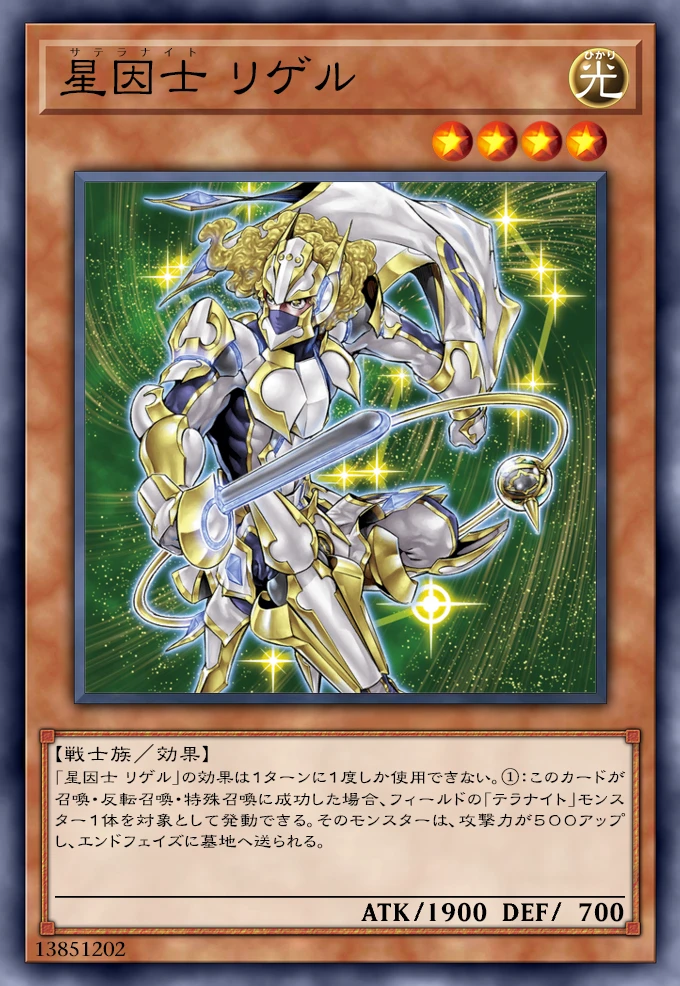 サテラナイト
星因士 リゲル
ひかり
光
【戦士族／効果】
「星因士 リゲル」の効果は１ターンに１度しか使用できない。①：このカードが
召喚・反転召喚・特殊召喚に成功した場合、フィールドの「テラナイト」モンス
ター１体を対象として発動できる。そのモンスターは、攻撃力が５００アップ
し、エンドフェイズに墓地へ送られる。
ATK/1900 DEF/ 700
13851202